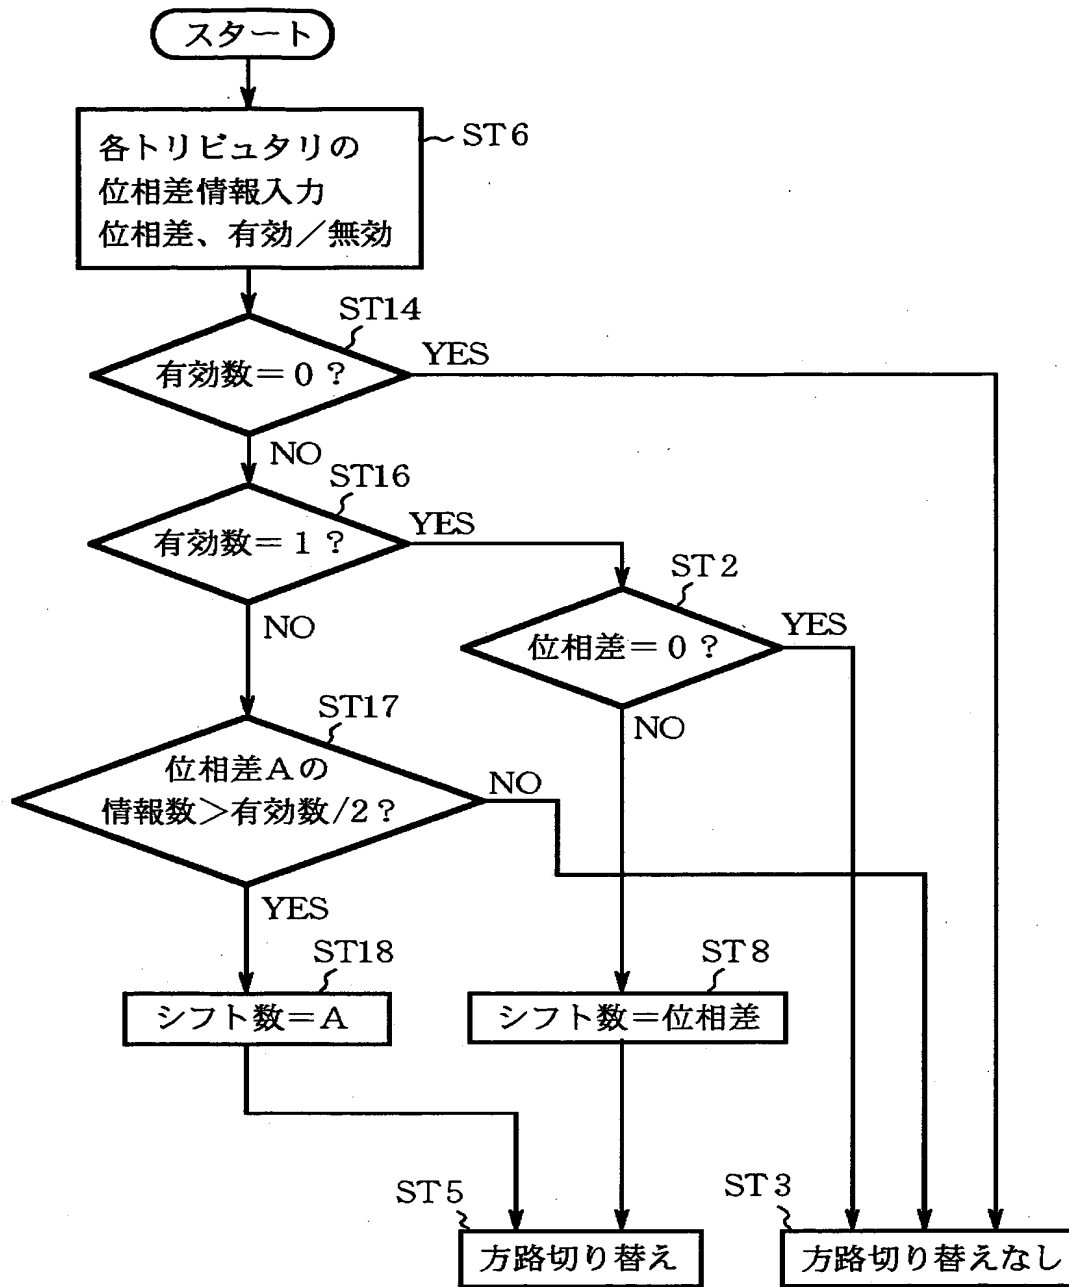 スタート
各トリビュタリの
位相差情報入力
位相差、有効／無効
ST6
ST14
有効数＝0？
YES
NO
ST16
有効数＝1？
YES
NO
ST2
位相差＝0？
YES
NO
ST17
位相差Aの
情報数＞有効数/2？
NO
YES
ST18
シフト数＝A
ST8
シフト数＝位相差
ST5
方路切り替え
ST3
方路切り替えなし